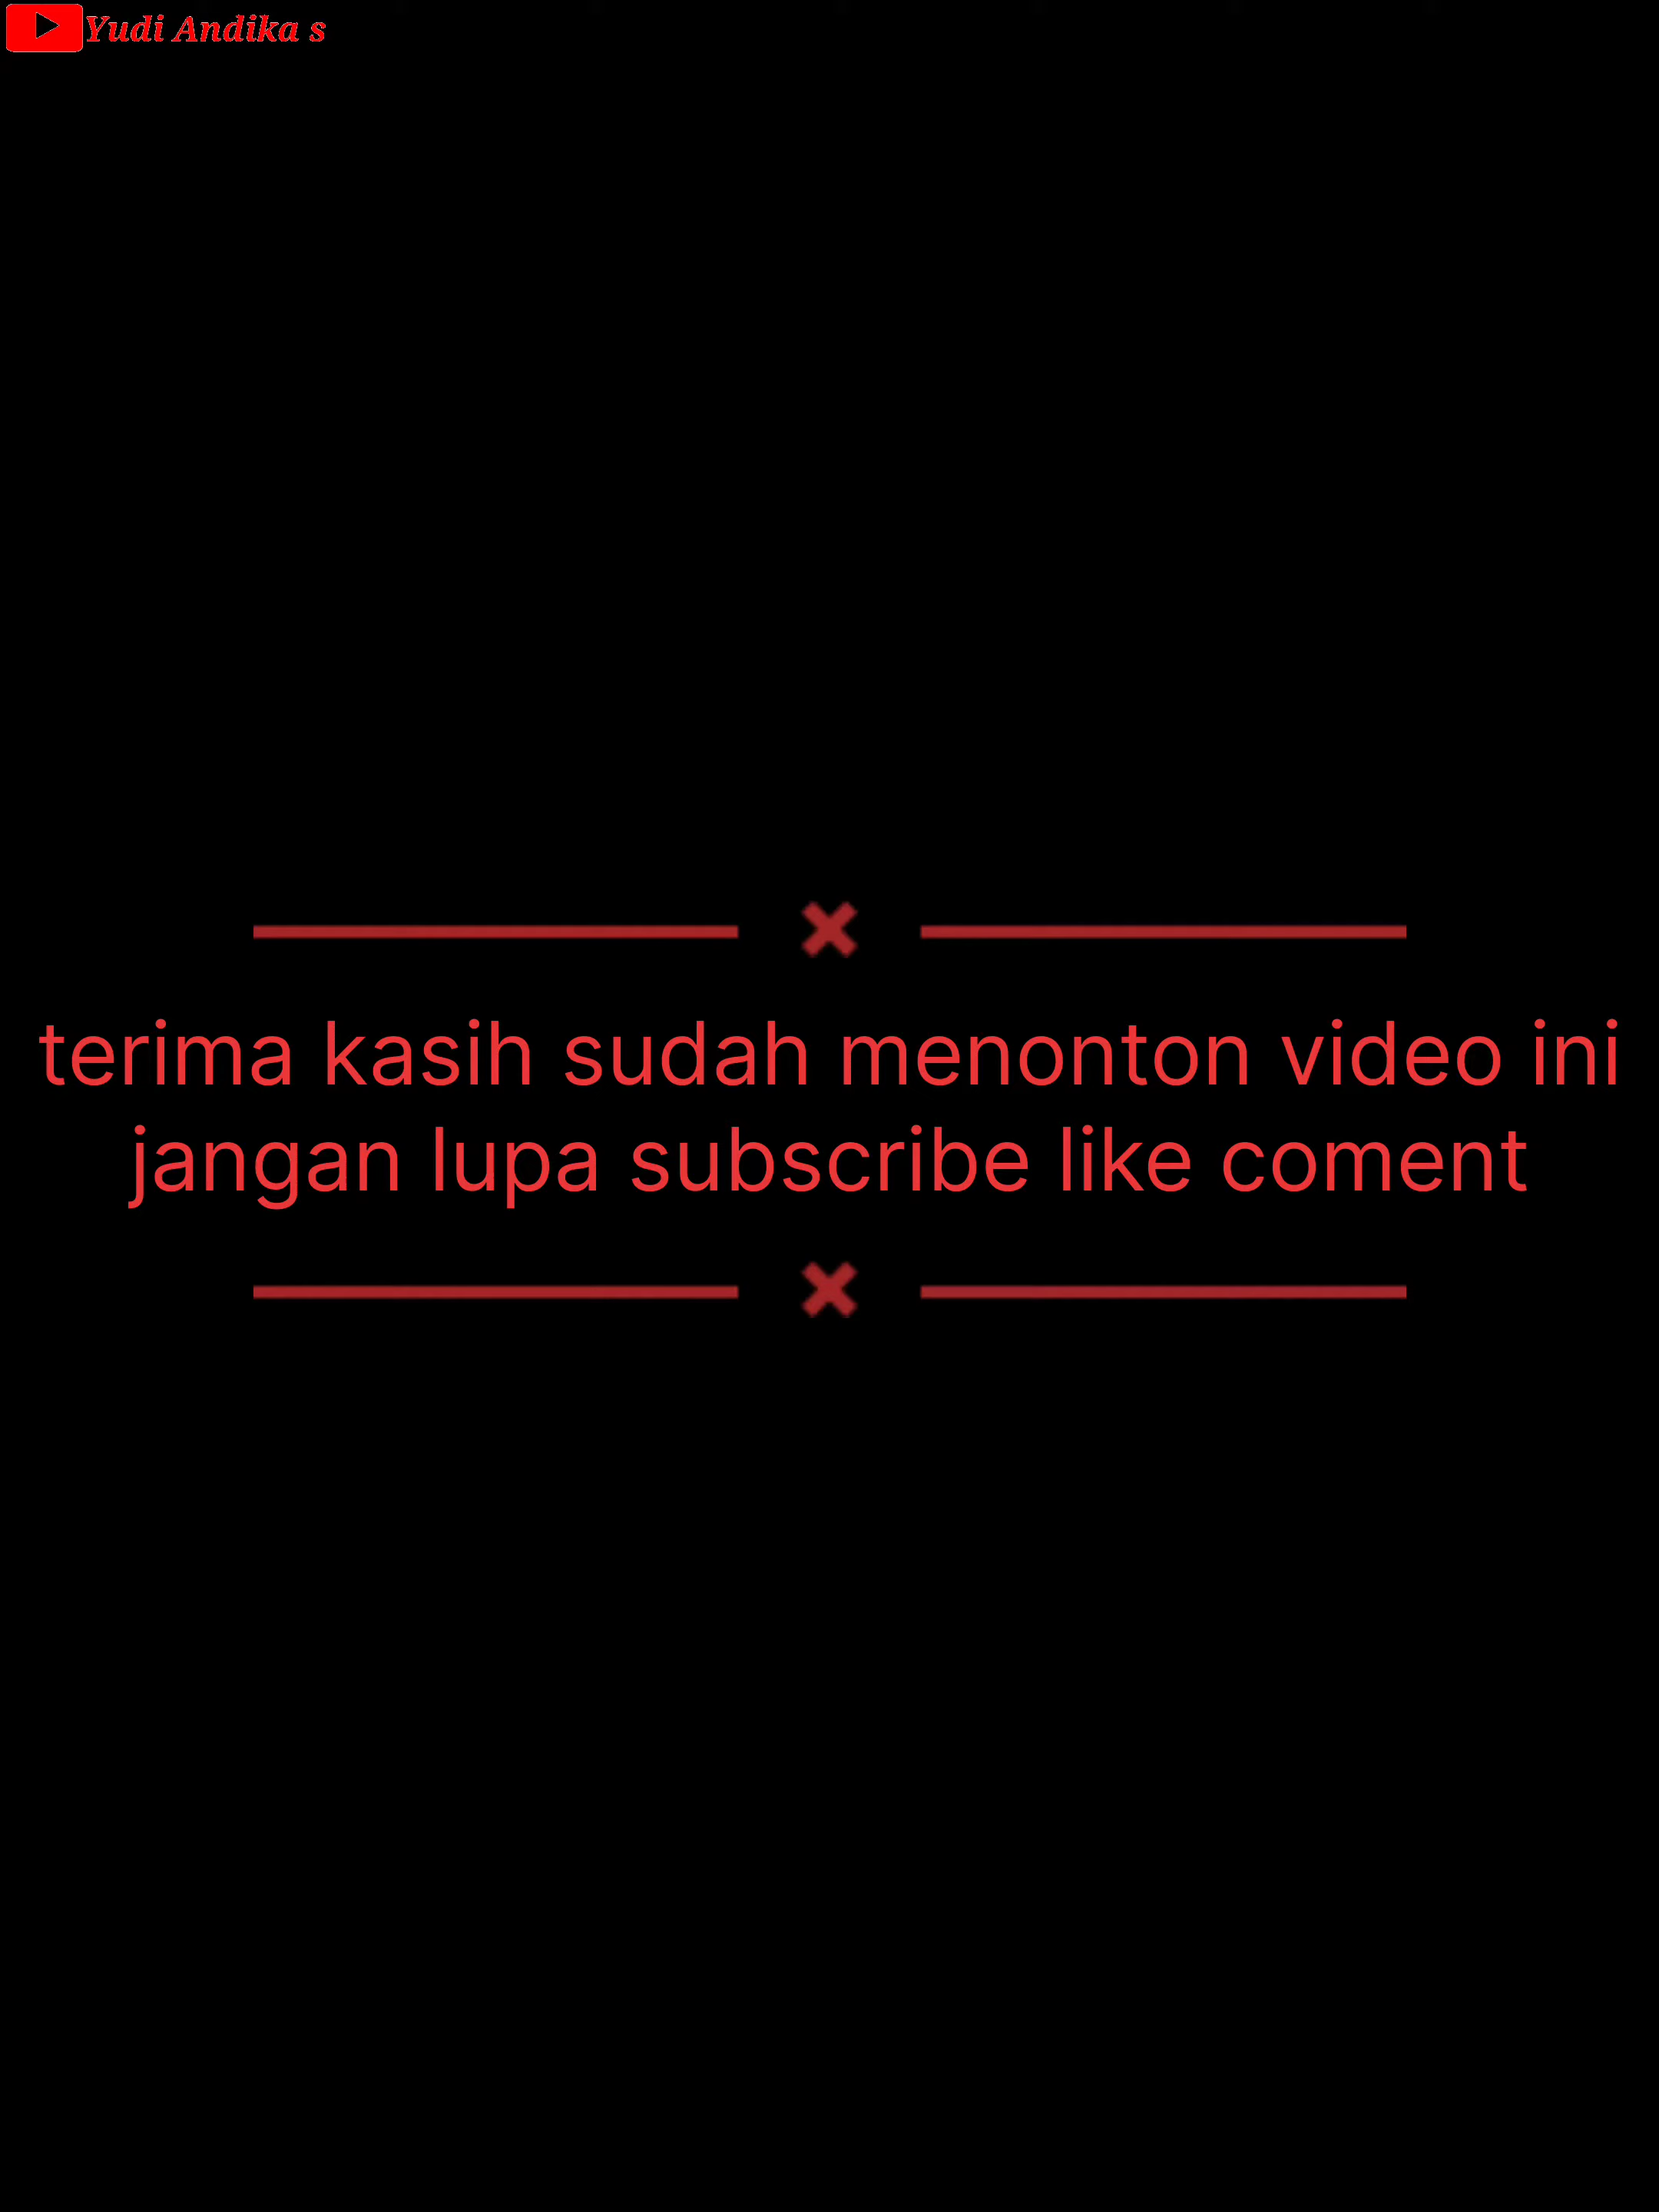 Yudi Andika s
terima kasih sudah menonton video ini
jangan lupa subscribe like coment